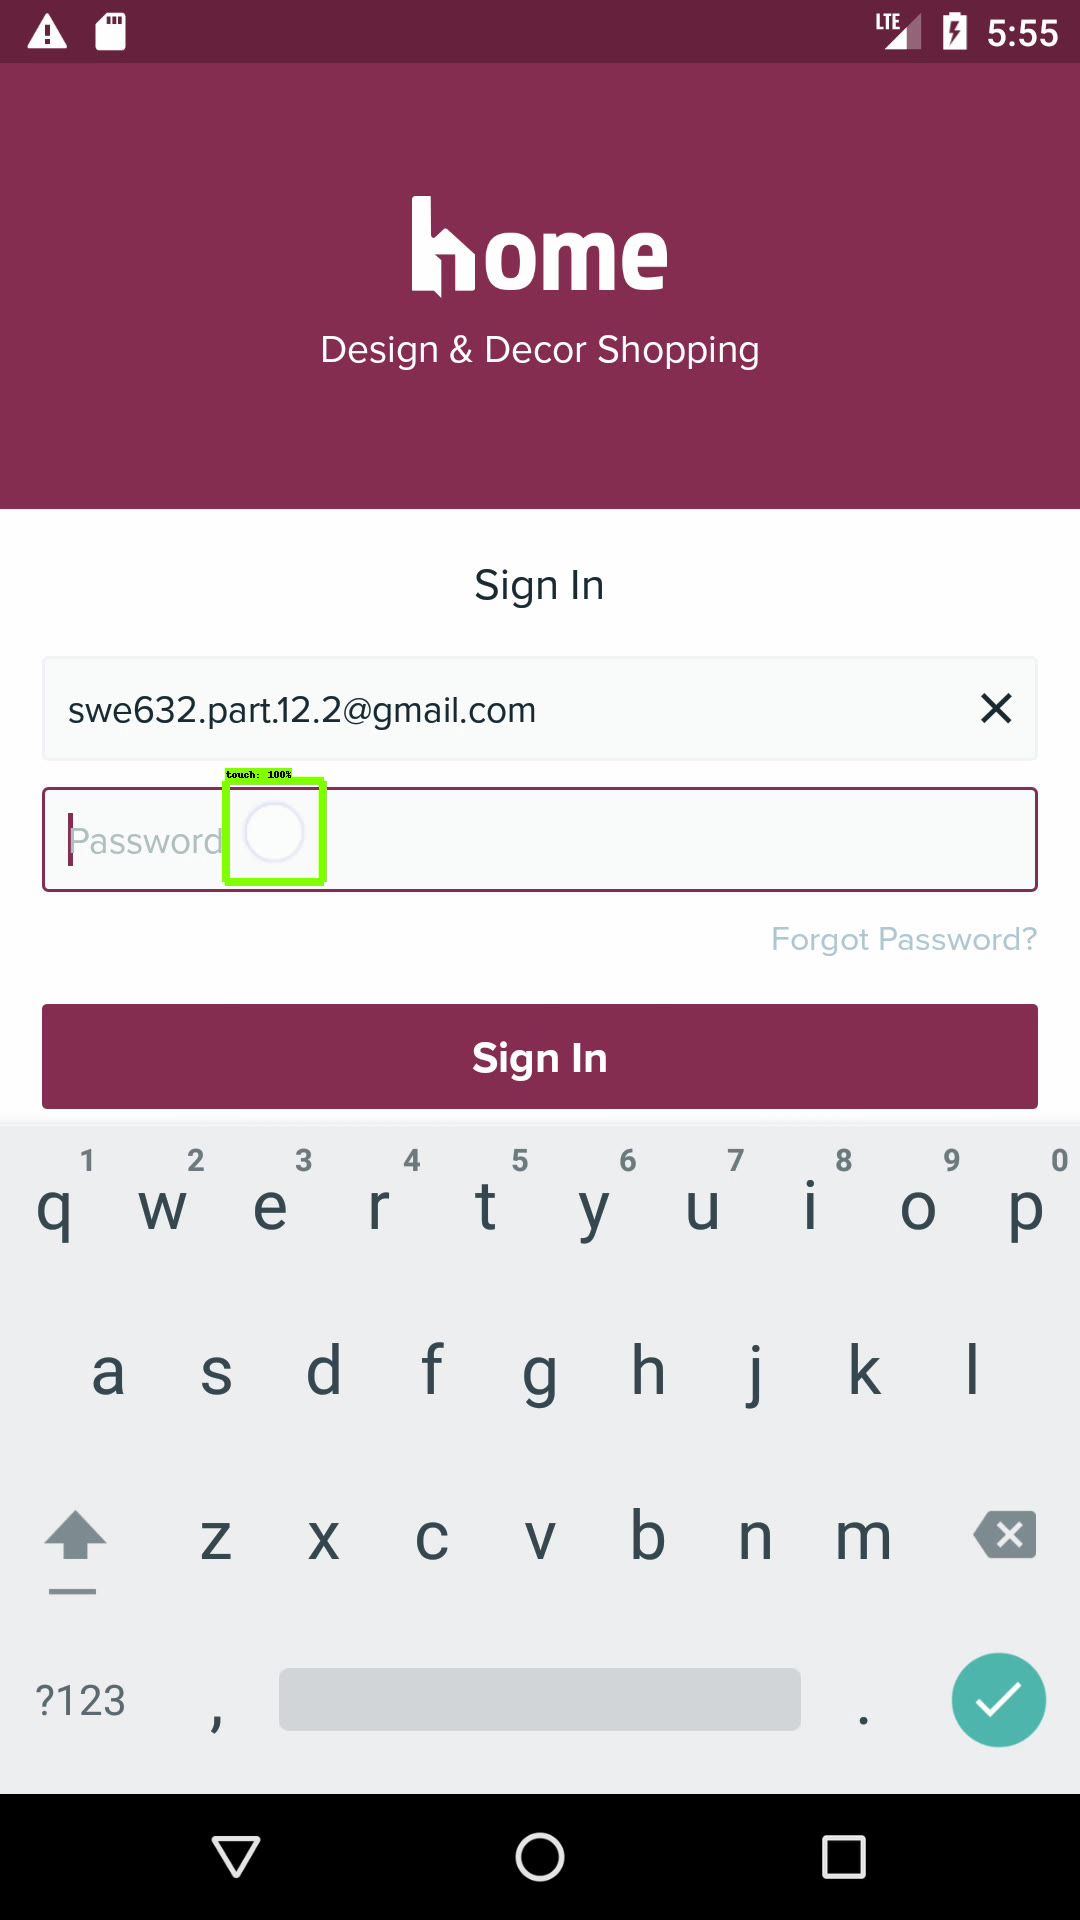 LTE 5:55
home
Design & Decor Shopping
Sign In
swe632.part.12.2@gmail.com
touch: 100%
Password
Forgot Password?
Sign In
1 2 3 4 5 6 7 8 9 0
q w e r t y u i o p
a s d f g h j k l
z x c v b n m
?123 , .